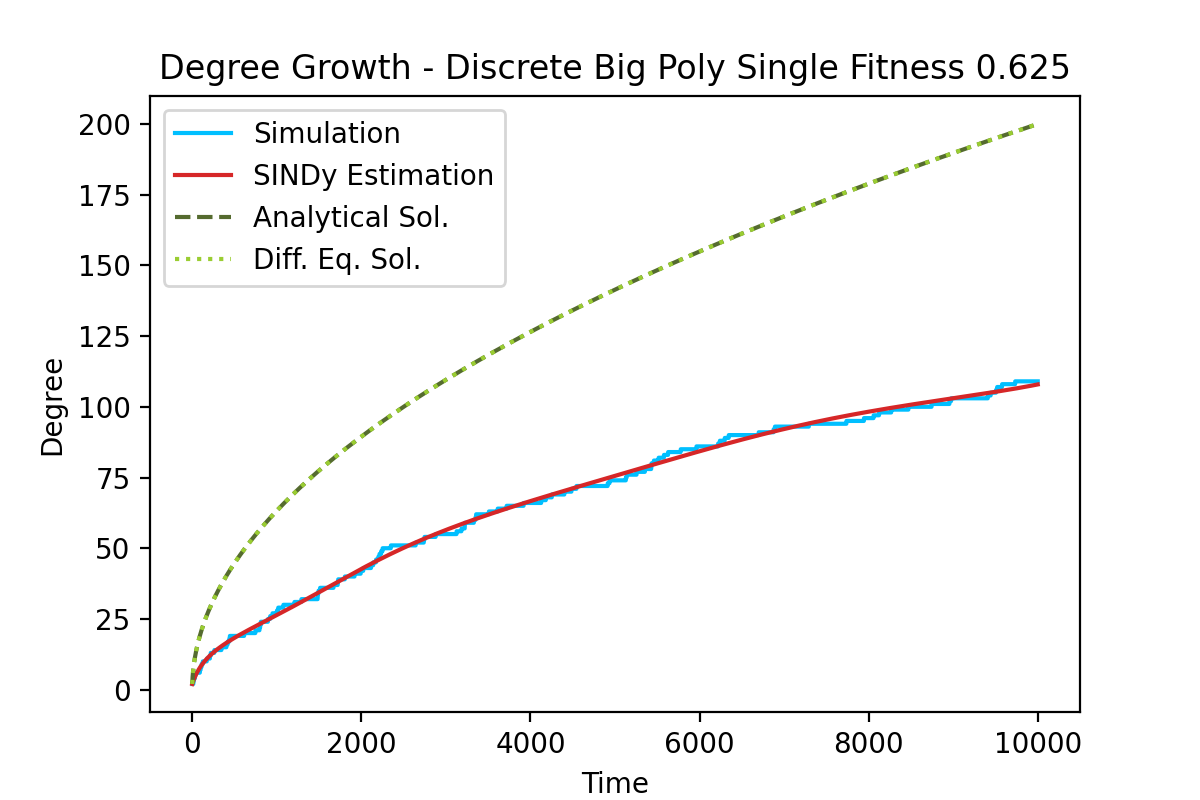 Degree Growth - Discrete Big Poly Single Fitness 0.625
Simulation
SINDy Estimation
Analytical Sol.
Diff. Eq. Sol.
200
175
150
125
100
75
50
25
0
Degree
0 2000 4000 6000 8000 10000
Time